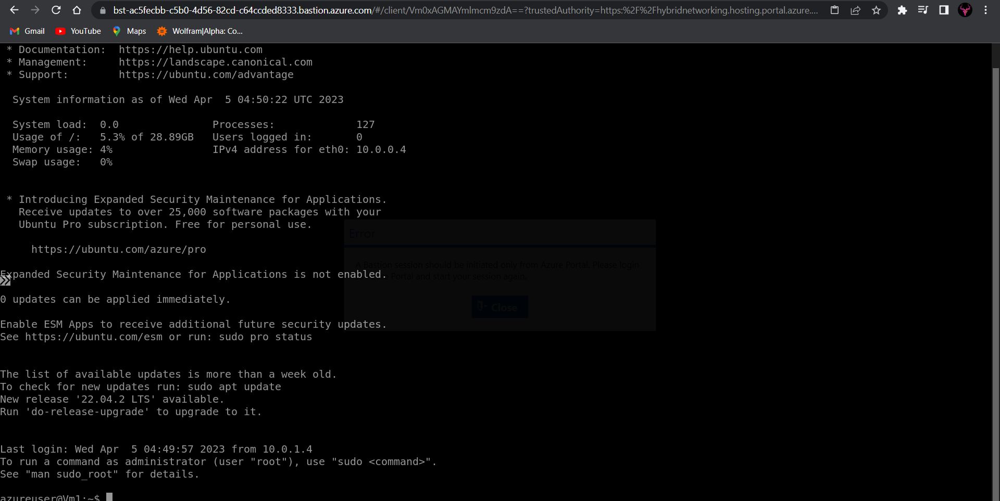 bst-ac5fecbb-c5b0-4d56-82cd-c64ccded8333.bastion.azure.com/#/client/Vm0xAGMAYmlmcm9zdA==?trustedAuthority=https:%2F%2Fhybridnetworking.hosting.portal.azure....
Gmail YouTube Maps Wolfram|Alpha: Co...
* Documentation:  https://help.ubuntu.com
* Management:     https://landscape.canonical.com
* Support:        https://ubuntu.com/advantage
System information as of Wed Apr  5 04:50:22 UTC 2023
System load:  0.0               Processes:             127
Usage of /:   5.3% of 28.89GB   Users logged in:       0
Memory usage: 4%                IPv4 address for eth0: 10.0.0.4
Swap usage:   0%
* Introducing Expanded Security Maintenance for Applications.
Receive updates to over 25,000 software packages with your
Ubuntu Pro subscription. Free for personal use.
https://ubuntu.com/azure/pro
Expanded Security Maintenance for Applications is not enabled.
0 updates can be applied immediately.
Enable ESM Apps to receive additional future security updates.
See https://ubuntu.com/esm or run: sudo pro status
The list of available updates is more than a week old.
To check for new updates run: sudo apt update
New release '22.04.2 LTS' available.
Run 'do-release-upgrade' to upgrade to it.
Last login: Wed Apr  5 04:49:57 2023 from 10.0.1.4
To run a command as administrator (user "root"), use "sudo <command>".
See "man sudo_root" for details.
azureuser@Vm1:~$
Error
A Bastion session should be initiated only from Azure Portal. Please login
Portal and start your session again.
Close